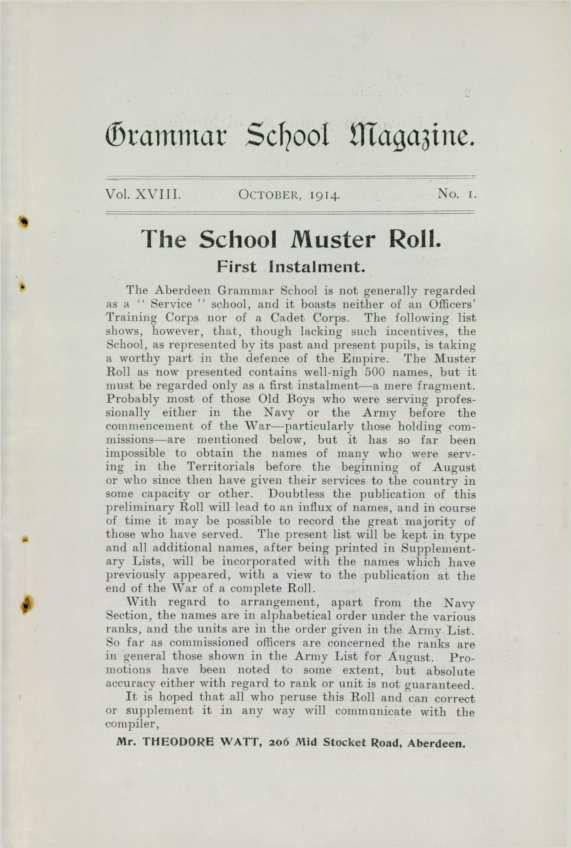 Grammar School Magazine.
Vol. XVIII. OCTOBER, 1914. No. 1.
The School Muster Roll.
First Instalment.
The Aberdeen Grammar School is not generally regarded
as a " Service " school, and it boasts neither of an Officers'
Training Corps nor of a Cadet Corps. The following list
shows, however, that, though lacking such incentives, the
School, as represented by its past and present pupils, is taking
a worthy part in the defence of the Empire. The Muster
Roll as now presented contains well-nigh 500 names, but it
must be regarded only as a first instalment—a mere fragment.
Probably most of those Old Boys who were serving profes-
sionally either in the Navy or the Army before the
commencement of the War—particularly those holding com-
missions—are mentioned below, but it has so far been
impossible to obtain the names of many who were serv-
ing in the Territorials before the beginning of August
or who since then have given their services to the country in
some capacity or other. Doubtless the publication of this
preliminary Roll will lead to an influx of names, and in course
of time it may be possible to record the great majority of
those who have served. The present list will be kept in type
and all additional names, after being printed in Supplement-
ary Lists, will be incorporated with the names which have
previously appeared, with a view to the publication at the
end of the War of a complete Roll.
With regard to arrangement, apart from the Navy
Section, the names are in alphabetical order under the various
ranks, and the units are in the order given in the Army List.
So far as commissioned officers are concerned the ranks are
in general those shown in the Army List for August. Pro-
motions have been noted to some extent, but absolute
accuracy either with regard to rank or unit is not guaranteed.
It is hoped that all who peruse this Roll and can correct
or supplement it in any way will communicate with the
compiler,
Mr. THEODORE WATT, 206 Mid Stocket Road, Aberdeen.